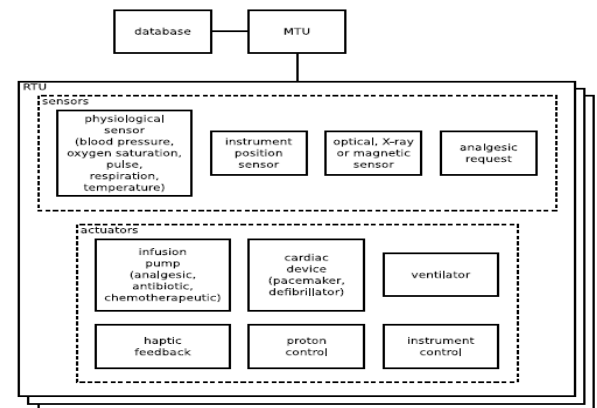 database
MTU
RTU
sensors
physiological
sensor
(blood pressure,
oxygen saturation,
pulse,
respiration,
temperature)
instrument
position
sensor
optical, X-ray
or magnetic
sensor
analgesic
request
actuators
infusion
pump
(analgesic,
antibiotic,
chemotherapeutic)
cardiac
device
(pacemaker,
defibrillator)
ventilator
haptic
feedback
proton
control
instrument
control